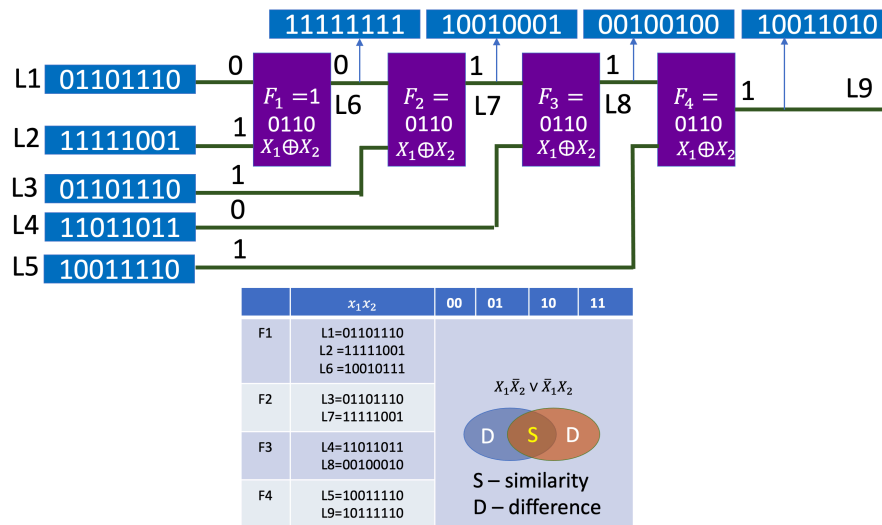 11111111 10010001 00100100 10011010
L1 01101110 0 0 1 1 1 L9
F₁ =1 L6 F₂ = L7 F₃ = L8 F₄ =
0110 0110 0110 0110
X₁⊕X₂ X₁⊕X₂ X₁⊕X₂ X₁⊕X₂
L2 11111001 1
L3 01101110 1
L4 11011011 0
L5 10011110 1
x₁x₂ 00 01 10 11
F1 L1=01101110
L2 =11111001
L6 =10010111
F2 L3=01101110
L7=11111001
F3 L4=11011011
L8=00100010
F4 L5=10011110
L9=10111110
X₁X̄₂ ∨ X̄₁X₂
D S D
S – similarity
D – difference